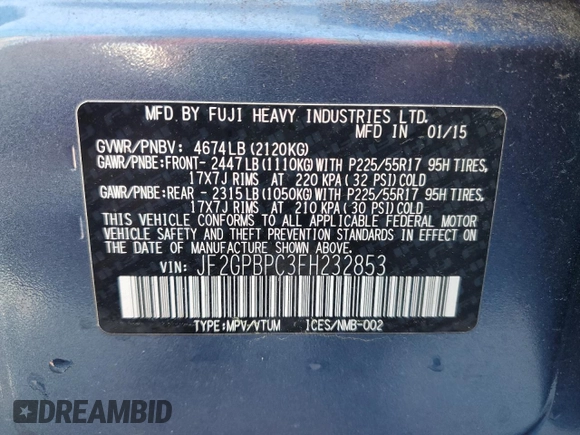 MFD. BY FUJI HEAVY INDUSTRIES LTD.
MFD. IN 01/15
GVWR/PNBV: 4674LB(2120KG)
GAWR/PNBE:FRONT- 2447LB(1110KG)WITH P225/55R17 95H TIRES,
17X7J RIMS AT 220 KPA(32 PSI)COLD
GAWR/PNBE:REAR - 2315LB(1050KG)WITH P225/55R17 95H TIRES,
17X7J RIMS AT 210 KPA(30 PSI)COLD
THIS VEHICLE CONFORMS TO ALL APPLICABLE FEDERAL MOTOR
VEHICLE SAFETY AND THEFT PREVENTION STANDARDS IN EFFECT
ON THE DATE OF MANUFACTURE SHOWN ABOVE.
VIN: JF2GPBPC3FH232853
TYPE:MPV/VTUM ICES/NMB-002
DREAMBID